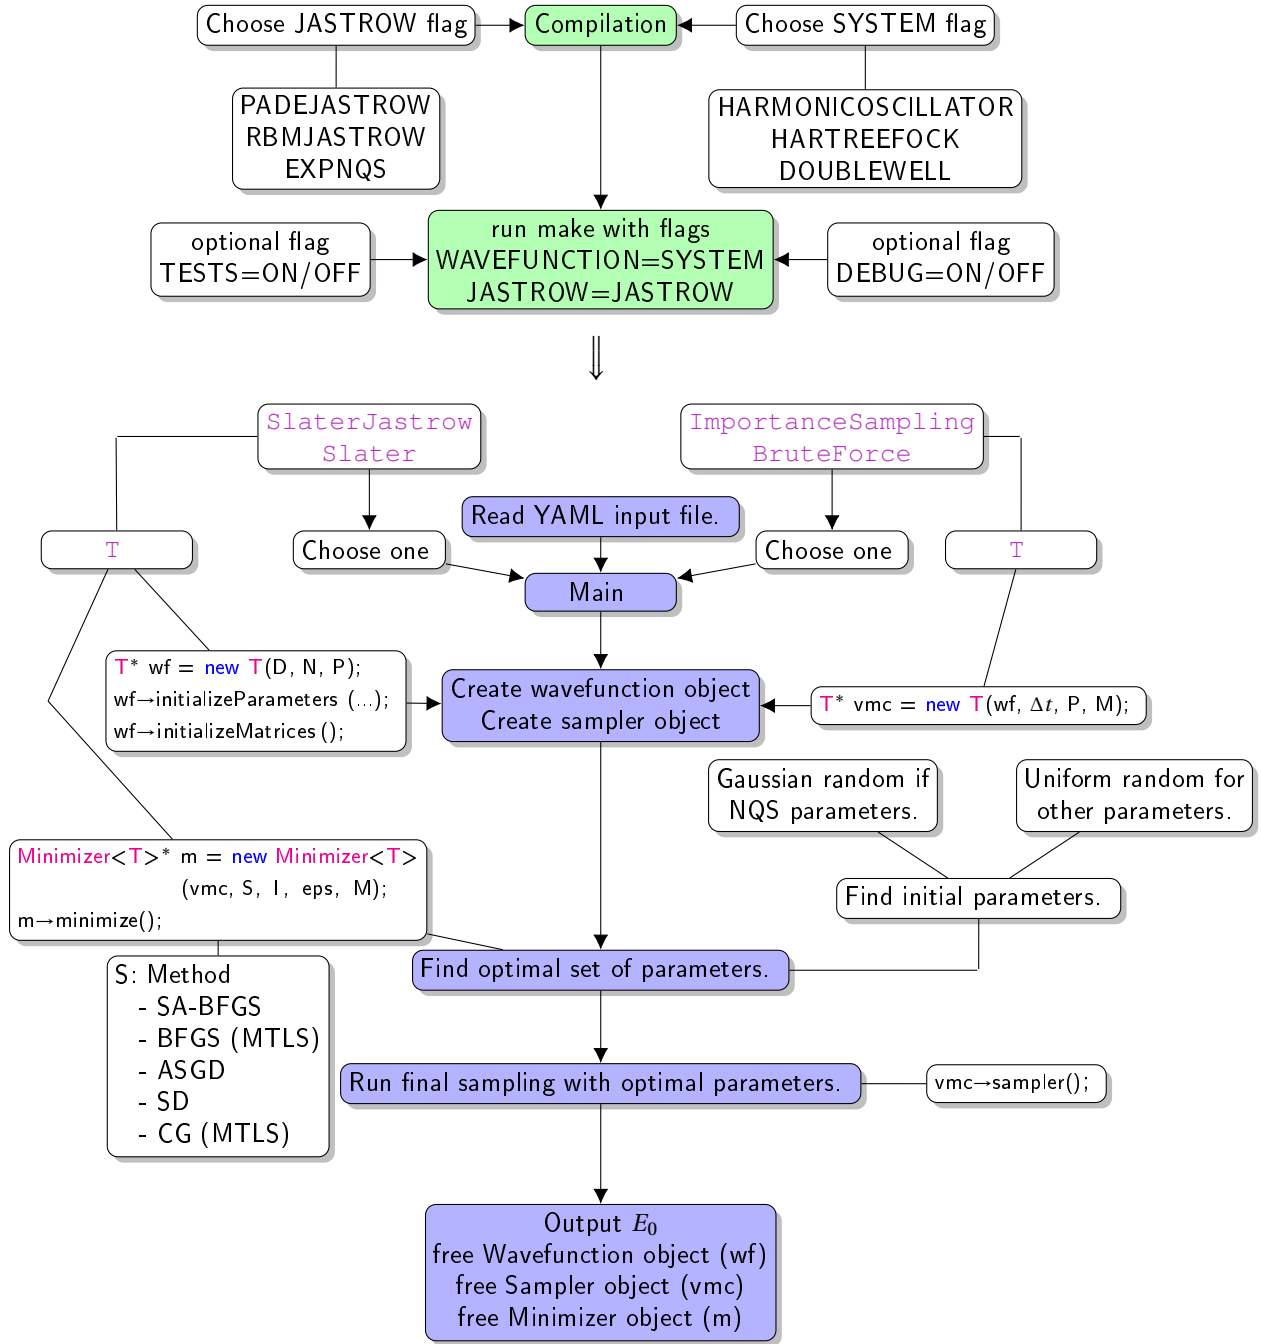 Choose JASTROW flag
Compilation
Choose SYSTEM flag
PADEJASTROW
RBMJASTROW
EXPNQS
HARMONICOSCILLATOR
HARTREEFOCK
DOUBLEWELL
optional flag
TESTS=ON/OFF
run make with flags
WAVEFUNCTION=SYSTEM
JASTROW=JASTROW
optional flag
DEBUG=ON/OFF
⇓
SlaterJastrow
Slater
ImportanceSampling
BruteForce
Read YAML input file.
T
Choose one
Choose one
T
Main
T* wf = new T(D, N, P);
wf→initializeParameters (...);
wf→initializeMatrices ();
Create wavefunction object
Create sampler object
T* vmc = new T(wf, Δt, P, M);
Gaussian random if
NQS parameters.
Uniform random for
other parameters.
Minimizer<T>* m = new Minimizer<T>
(vmc, S, I, eps, M);
m→minimize();
Find initial parameters.
Find optimal set of parameters.
S: Method
- SA-BFGS
- BFGS (MTLS)
- ASGD
- SD
- CG (MTLS)
Run final sampling with optimal parameters.
vmc→sampler();
Output E₀
free Wavefunction object (wf)
free Sampler object (vmc)
free Minimizer object (m)